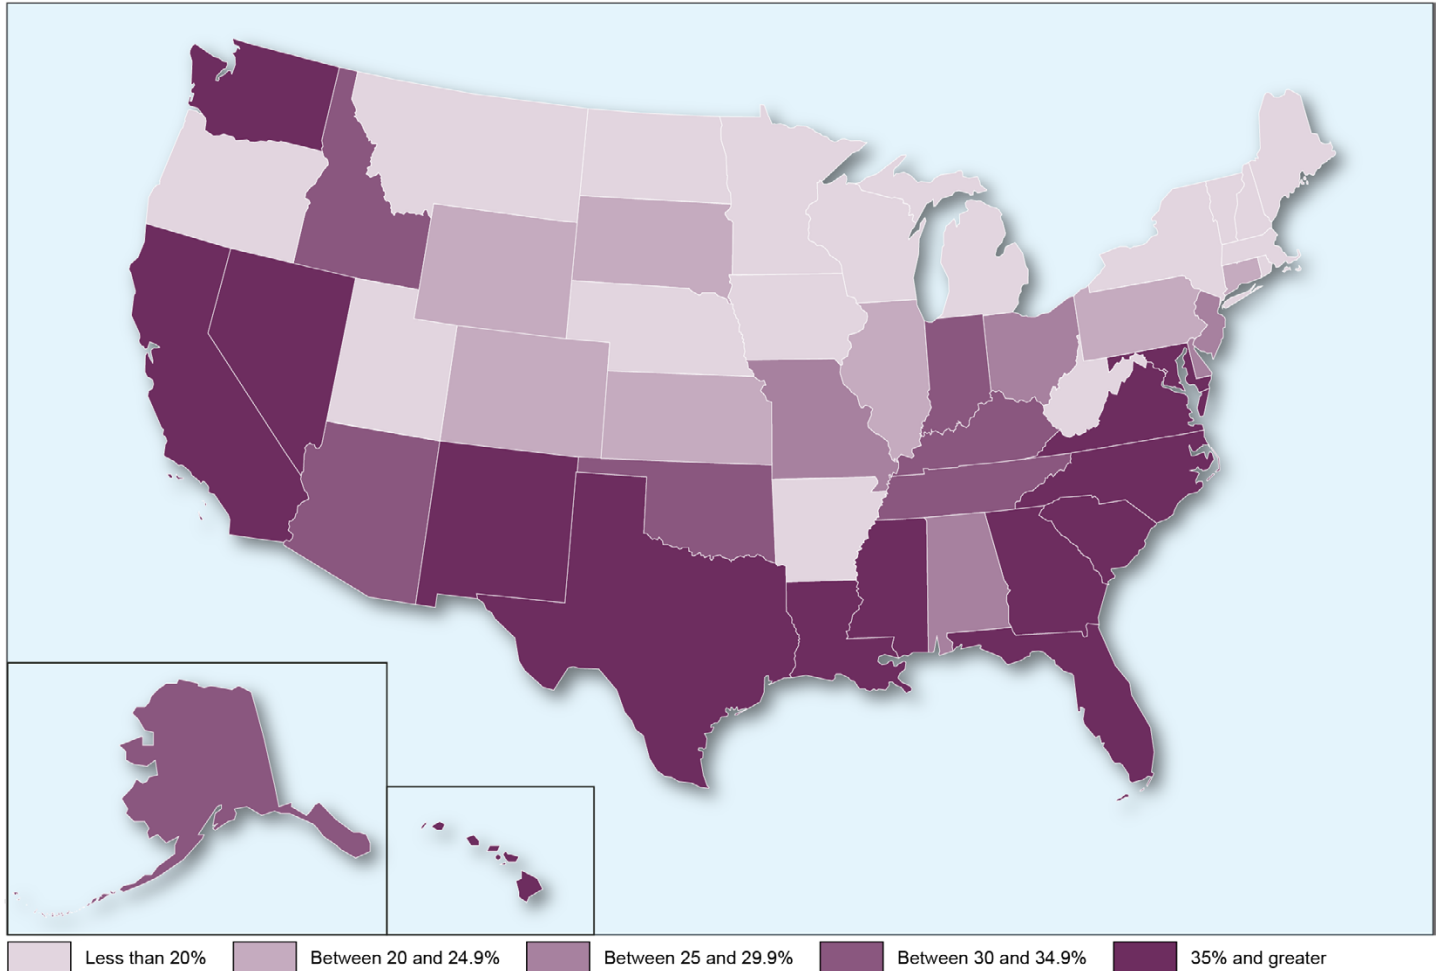 Less than 20%
Between 20 and 24.9%
Between 25 and 29.9%
Between 30 and 34.9%
35% and greater